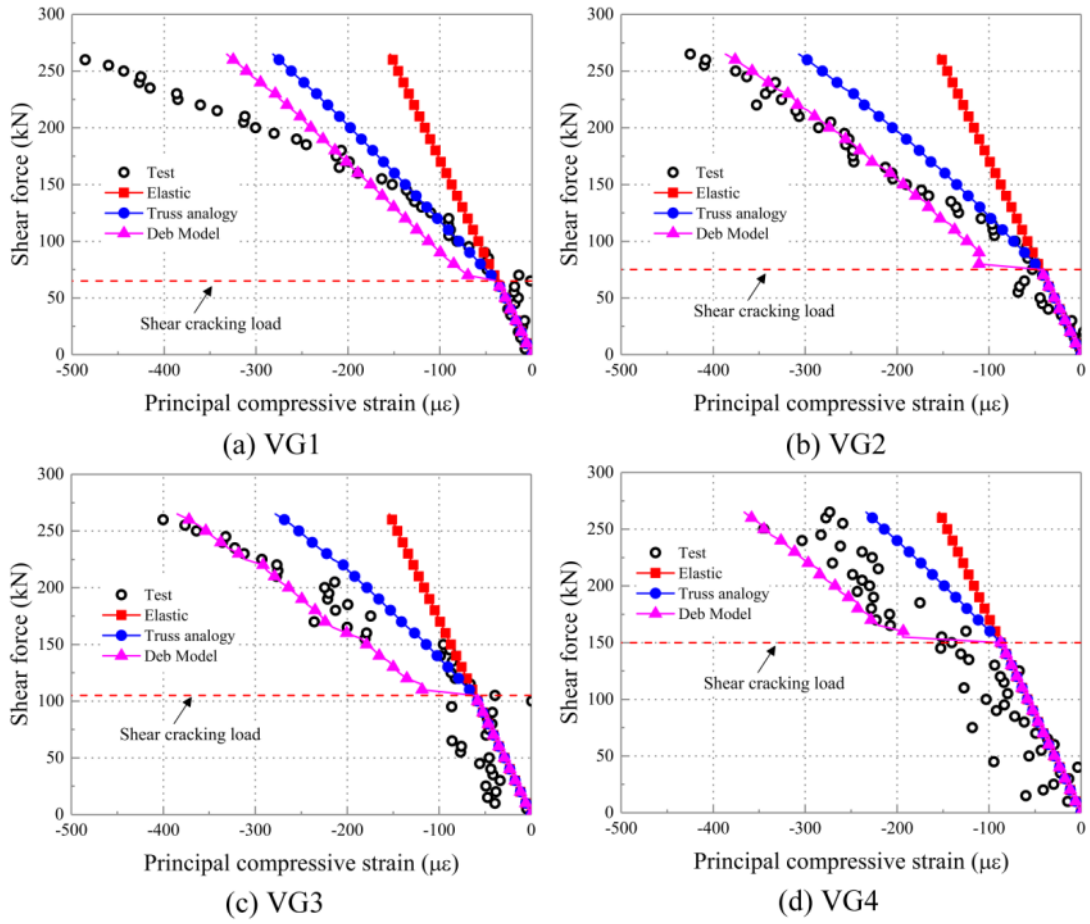 300
250
200
150
100
50
0
Shear force (kN)
Test
Elastic
Truss analogy
Deb Model
Shear cracking load
-500 -400 -300 -200 -100 0
Principal compressive strain (με)
(a) VG1
300
250
200
150
100
50
0
Shear force (kN)
Test
Elastic
Truss analogy
Deb Model
Shear cracking load
-500 -400 -300 -200 -100 0
Principal compressive strain (με)
(b) VG2
300
250
200
150
100
50
0
Shear force (kN)
Test
Elastic
Truss analogy
Deb Model
Shear cracking load
-500 -400 -300 -200 -100 0
Principal compressive strain (με)
(c) VG3
300
250
200
150
100
50
0
Shear force (kN)
Test
Elastic
Truss analogy
Deb Model
Shear cracking load
-500 -400 -300 -200 -100 0
Principal compressive strain (με)
(d) VG4